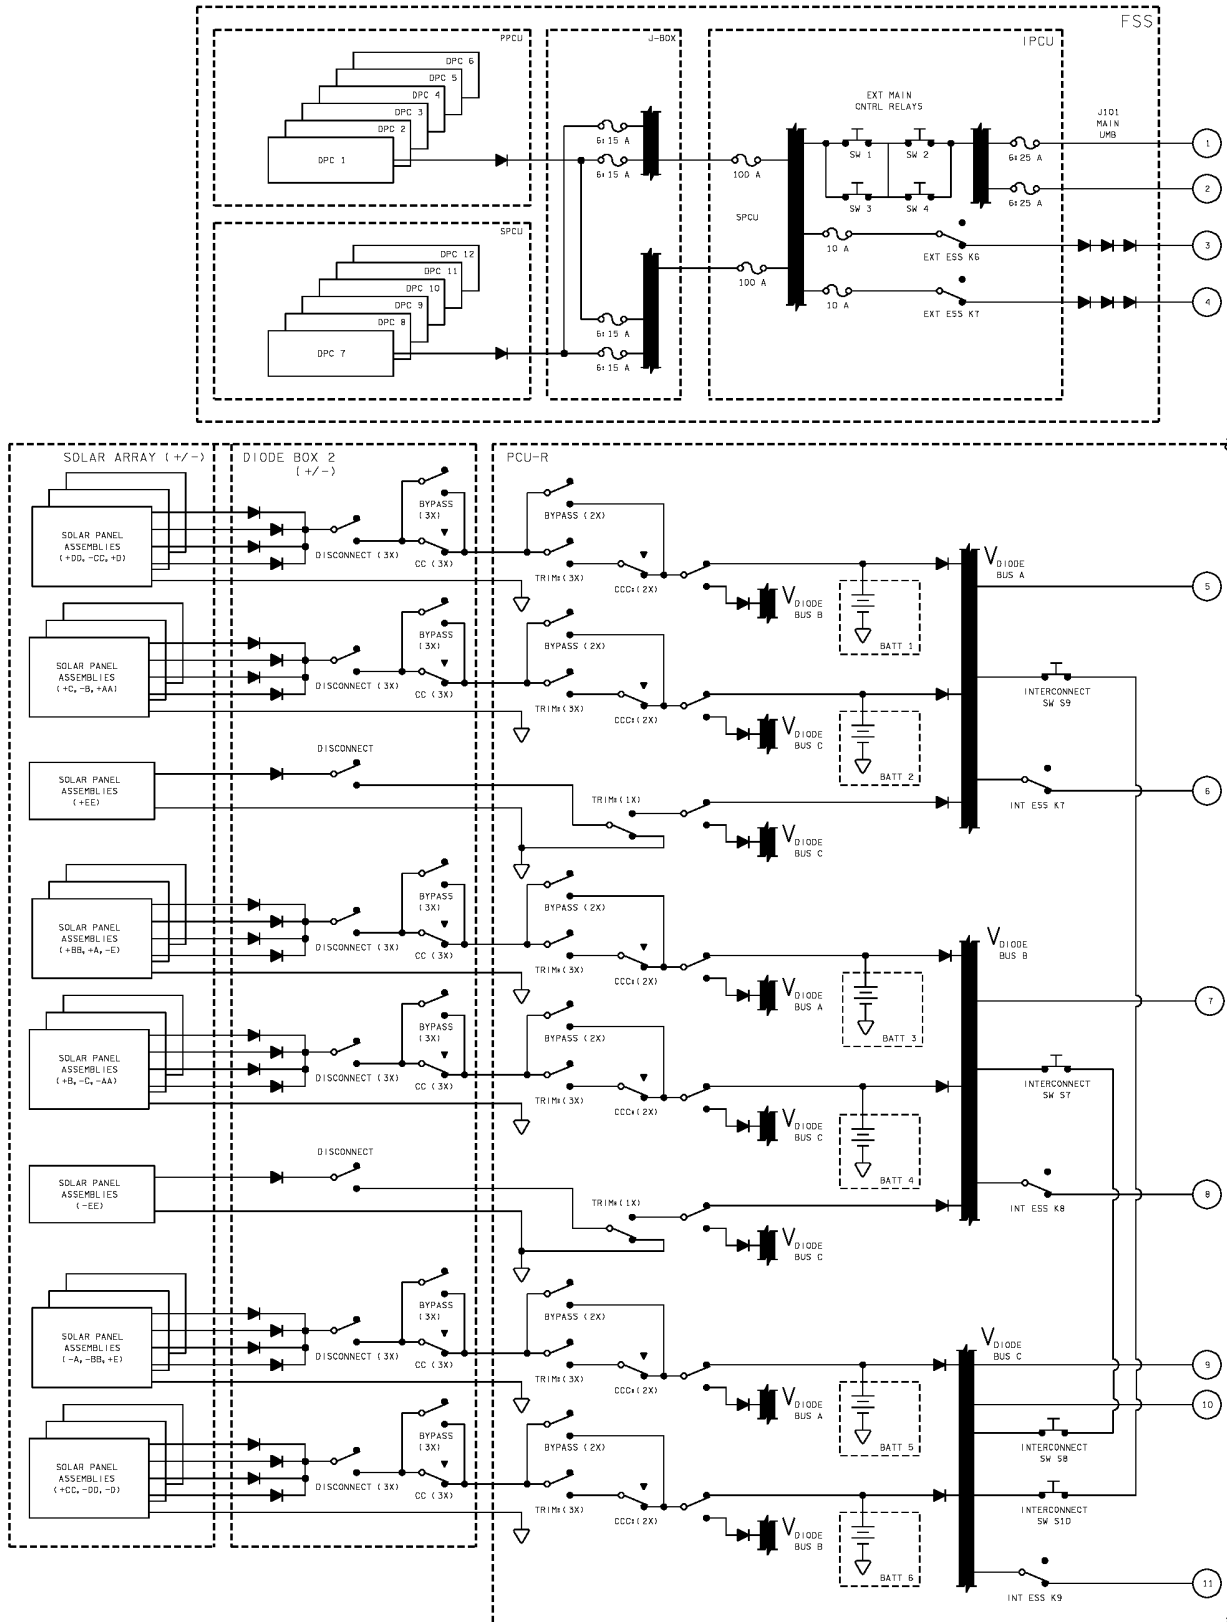 FSS
PPCU
J-BOX
IPCU
DPC 6
DPC 5
DPC 4
DPC 3
DPC 2
DPC 1
6:15 A
6:15 A
100 A
EXT MAIN
CNTRL RELAYS
SW 1
SW 2
SW 3
SW 4
6:25 A
6:25 A
J101
MAIN
UMB
1
2
SPCU
SPCU
DPC 12
DPC 11
DPC 10
DPC 9
DPC 8
DPC 7
6:15 A
6:15 A
100 A
10 A
EXT ESS K6
3
10 A
EXT ESS K7
4
SOLAR ARRAY (+/-)
DIODE BOX 2
(+/-)
PCU-R
SOLAR PANEL
ASSEMBLIES
(+DD,-CC,+D)
DISCONNECT (3X)
BYPASS
(3X)
CC (3X)
BYPASS (2X)
TRIM:(3X)
CCC:(2X)
V DIODE
BUS B
BATT 1
V DIODE
BUS A
5
SOLAR PANEL
ASSEMBLIES
(+C,-B,+AA)
DISCONNECT (3X)
BYPASS
(3X)
CC (3X)
BYPASS (2X)
TRIM:(3X)
CCC:(2X)
V DIODE
BUS C
BATT 2
INTERCONNECT
SW S9
SOLAR PANEL
ASSEMBLIES
(+EE)
DISCONNECT
TRIM:(1X)
V DIODE
BUS C
INT ESS K7
6
SOLAR PANEL
ASSEMBLIES
(+BB,+A,-E)
DISCONNECT (3X)
BYPASS
(3X)
CC (3X)
BYPASS (2X)
TRIM:(3X)
CCC:(2X)
V DIODE
BUS A
BATT 3
V DIODE
BUS B
7
SOLAR PANEL
ASSEMBLIES
(+B,-C,-AA)
DISCONNECT (3X)
BYPASS
(3X)
CC (3X)
BYPASS (2X)
TRIM:(3X)
CCC:(2X)
V DIODE
BUS C
BATT 4
INTERCONNECT
SW S7
SOLAR PANEL
ASSEMBLIES
(-EE)
DISCONNECT
TRIM:(1X)
V DIODE
BUS C
INT ESS K8
8
SOLAR PANEL
ASSEMBLIES
(-A,-BB,+E)
DISCONNECT (3X)
BYPASS
(3X)
CC (3X)
BYPASS (2X)
TRIM:(3X)
CCC:(2X)
V DIODE
BUS A
BATT 5
V DIODE
BUS C
9
10
INTERCONNECT
SW S8
SOLAR PANEL
ASSEMBLIES
(+CC,-DD,-D)
DISCONNECT (3X)
BYPASS
(3X)
CC (3X)
BYPASS (2X)
TRIM:(3X)
CCC:(2X)
V DIODE
BUS B
BATT 6
INTERCONNECT
SW S10
INT ESS K9
11